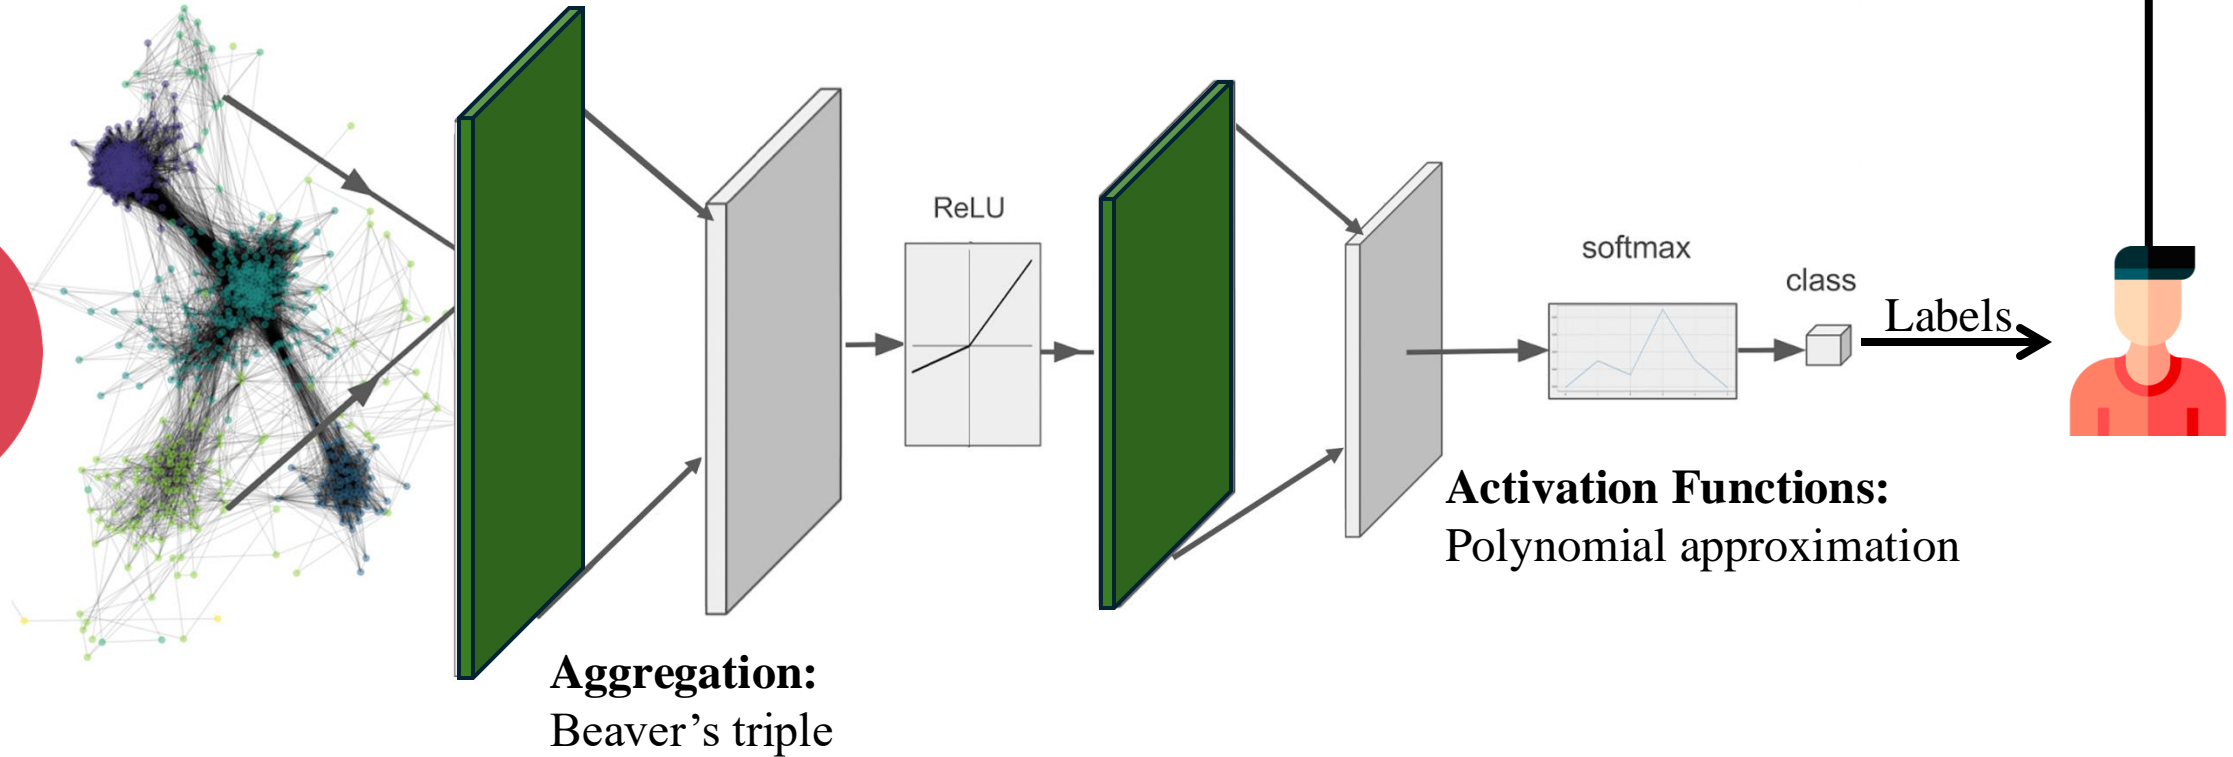 ReLU
softmax
class
Labels
Activation Functions:
Polynomial approximation
Aggregation:
Beaver’s triple